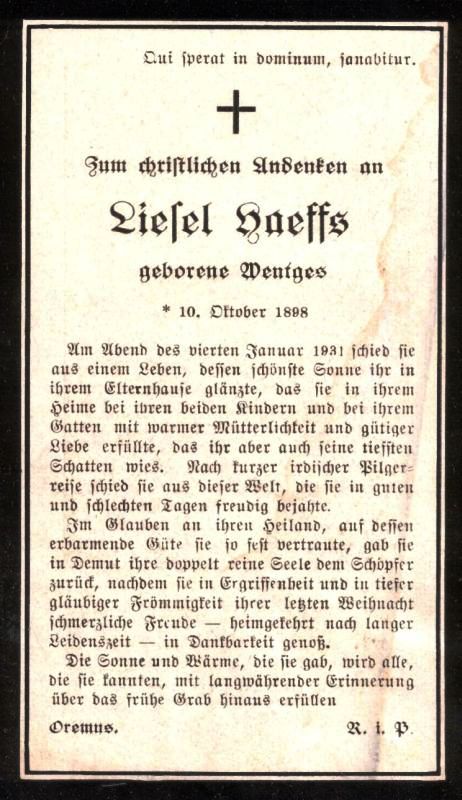 Qui sperat in dominum, sanabitur.
Zum christlichen Andenken an
Liesel Haeffs
geborene Wentges
* 10. Oktober 1898
Am Abend des vierten Januar 1931 schied sie
aus einem Leben, dessen schönste Sonne ihr in
ihrem Elternhause glänzte, das sie in ihrem
Heime bei ihren beiden Kindern und bei ihrem
Gatten mit warmer Mütterlichkeit und gütiger
Liebe erfüllte, das ihr aber auch seine tiefsten
Schatten wies. Nach kurzer irdischer Pilger-
reise schied sie aus dieser Welt, die sie in guten
und schlechten Tagen freudig bejahte.
Im Glauben an ihren Heiland, auf dessen
erbarmende Güte sie so fest vertraute, gab sie
in Demut ihre doppelt reine Seele dem Schöpfer
zurück, nachdem sie in Ergriffenheit und in tiefer
gläubiger Frömmigkeit ihrer letzten Weihnacht
schmerzliche Freude — heimgekehrt nach langer
Leidenszeit — in Dankbarkeit genoß.
Die Sonne und Wärme, die sie gab, wird alle,
die sie kannten, mit langwährender Erinnerung
über das frühe Grab hinaus erfüllen
Oremus. R. i. P.